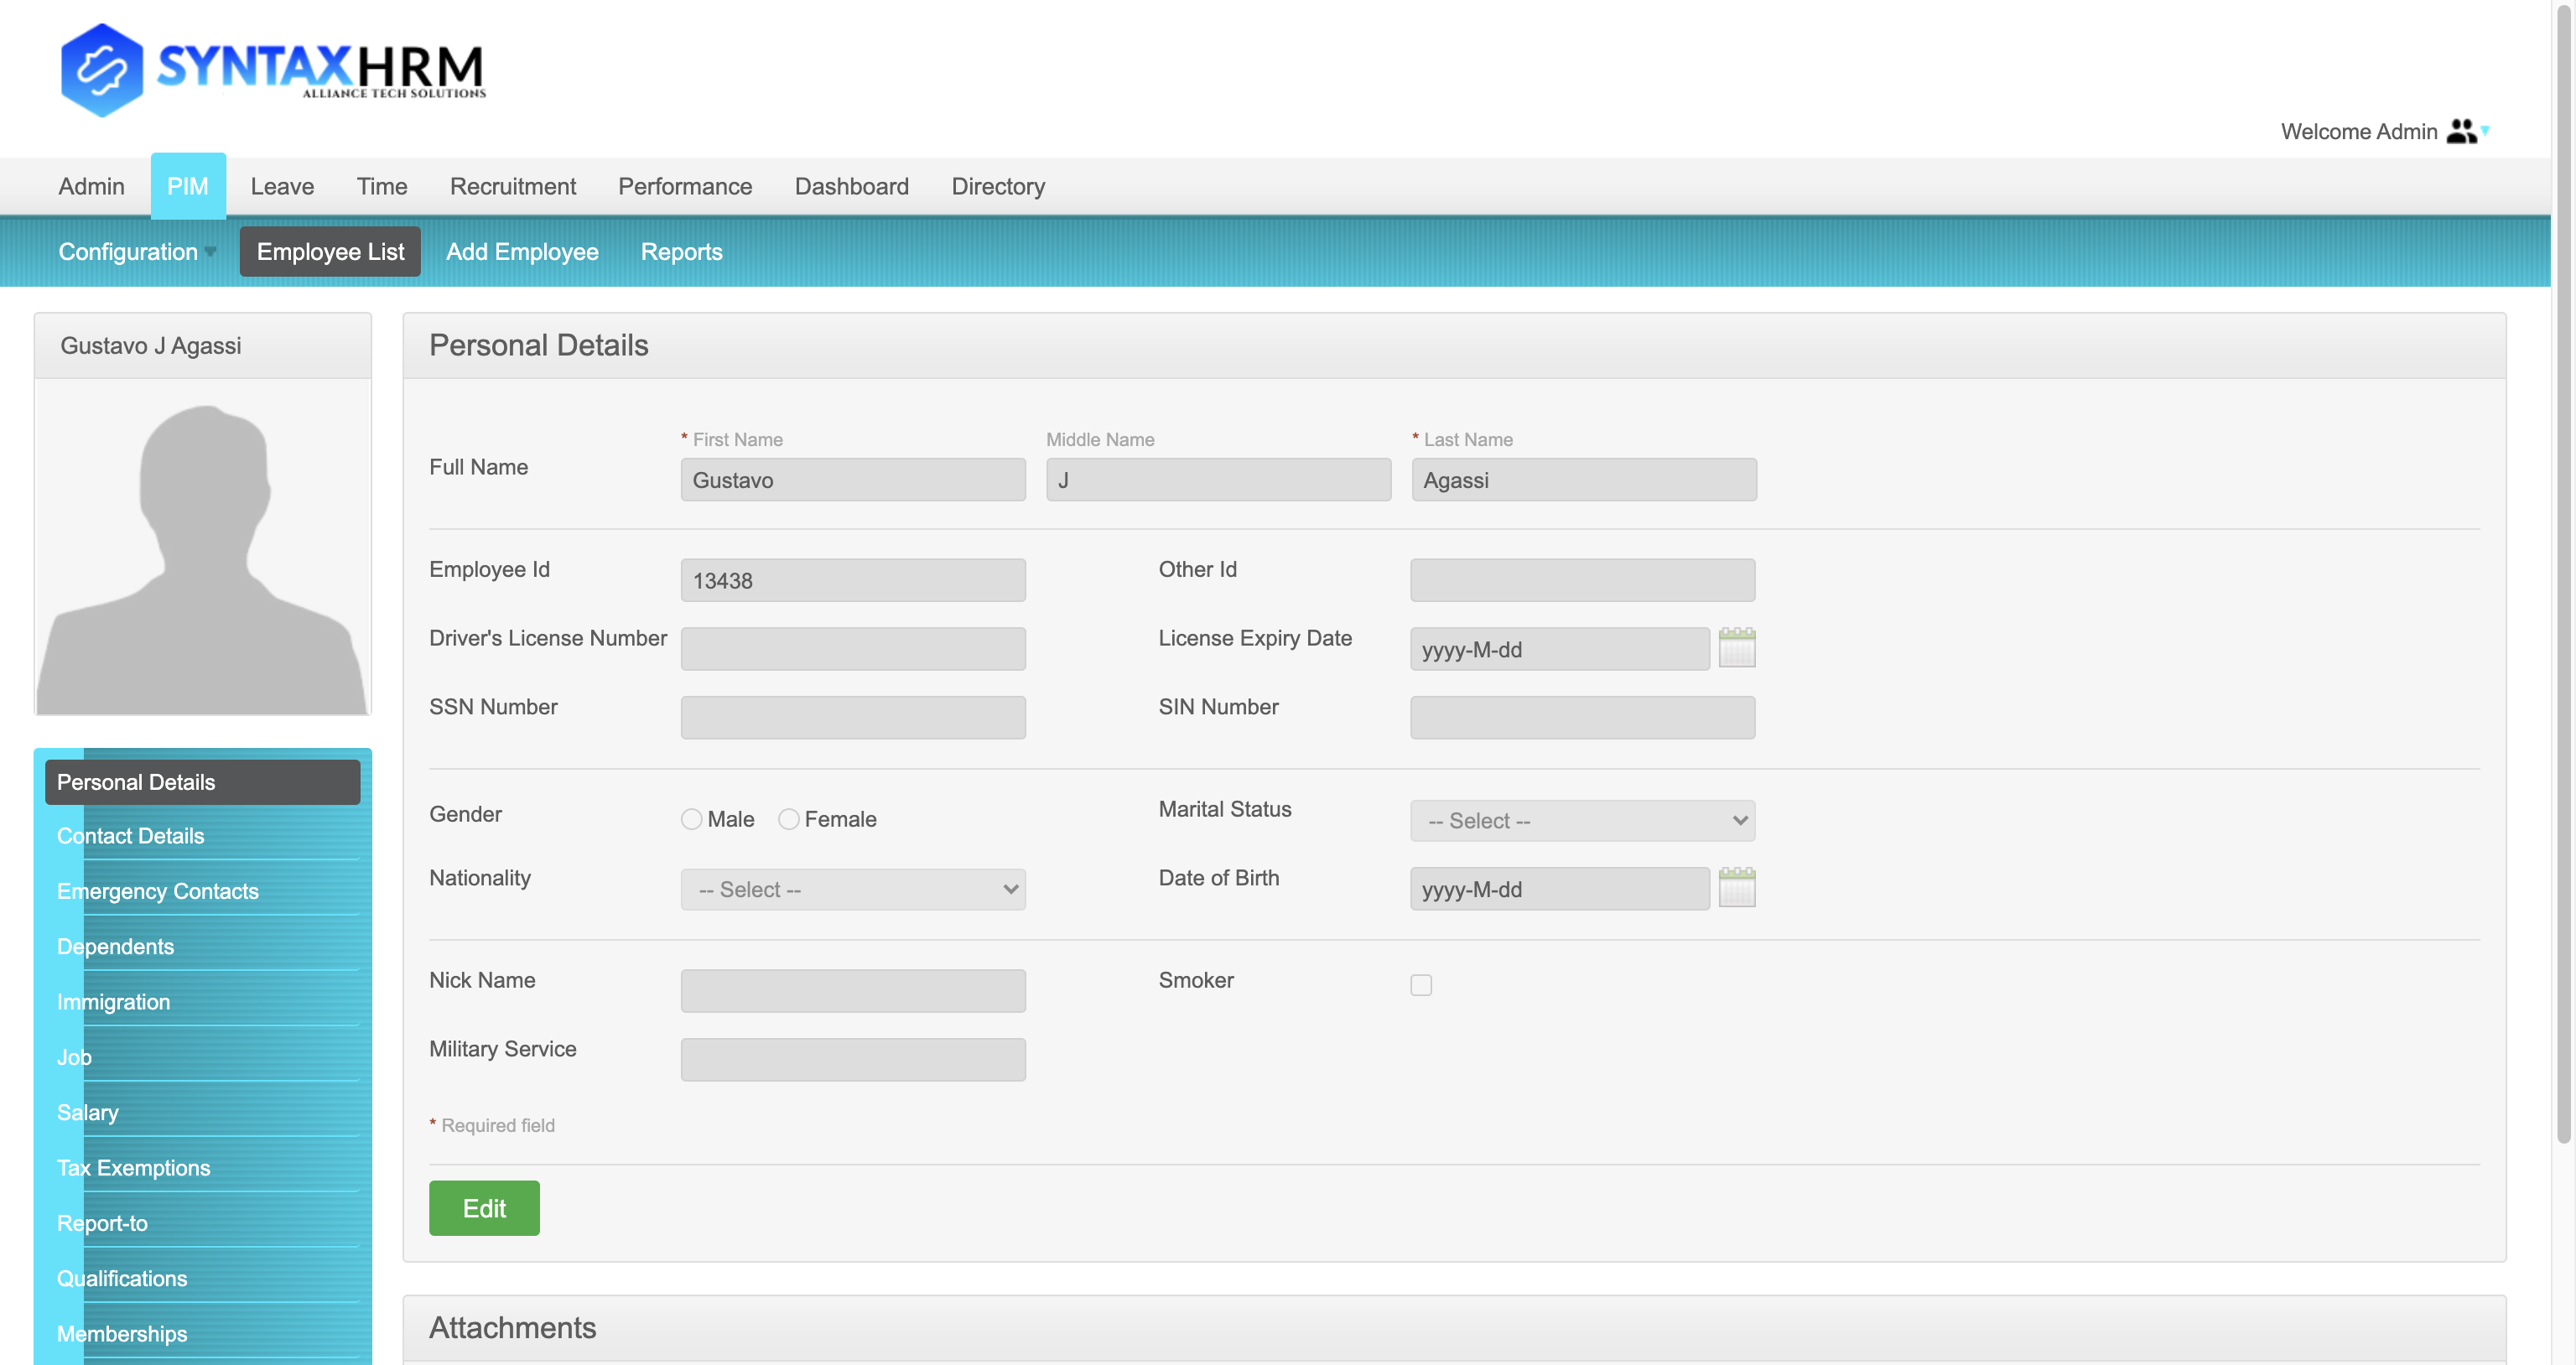 SYNTAXHRM
ALLIANCE TECH SOLUTIONS
Welcome Admin
Admin PIM Leave Time Recruitment Performance Dashboard Directory
Configuration Employee List Add Employee Reports
Gustavo J Agassi
Personal Details
Contact Details
Emergency Contacts
Dependents
Immigration
Job
Salary
Tax Exemptions
Report-to
Qualifications
Memberships
Personal Details
* First Name Middle Name * Last Name
Full Name Gustavo J Agassi
Employee Id 13438 Other Id
Driver's License Number License Expiry Date yyyy-M-dd
SSN Number SIN Number
Gender Male Female Marital Status -- Select --
Nationality -- Select -- Date of Birth yyyy-M-dd
Nick Name Smoker
Military Service
* Required field
Edit
Attachments